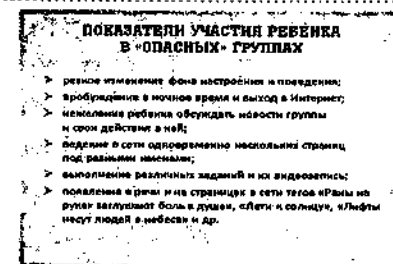 ПОКАЗАТЕЛИ УЧАСТИЯ РЕБЁНКА
В «ОПАСНЫХ» ГРУППАХ
➢ резкое изменение фона настроения и поведения;
➢ пробуждение в ночное время и выход в Интернет;
➢ нежелание ребенка обсуждать новости группы
и свои действия в ней;
➢ ведение в сети одновременно нескольких страниц
под разными именами;
➢ выполнение различных заданий и их видеозапись;
➢ появление в речи и на страницах в сети тегов «Раны на
руках заглушают боль в душе», «Лети к солнцу», «Лифты
несут людей в небеса» и др.